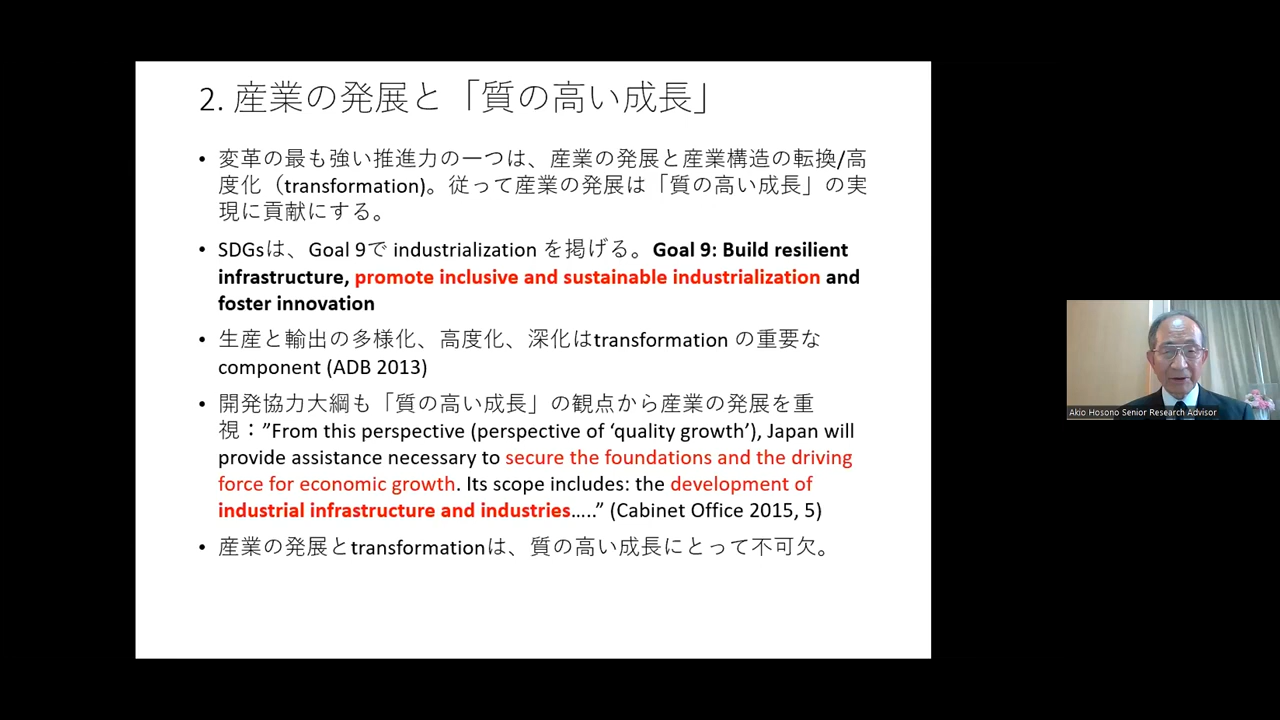 2. 産業の発展と「質の高い成長」
• 変革の最も強い推進力の一つは、産業の発展と産業構造の転換/高
度化（transformation)。従って産業の発展は「質の高い成長」の実
現に貢献にする。
• SDGsは、Goal 9で industrialization を掲げる。Goal 9: Build resilient
infrastructure, promote inclusive and sustainable industrialization and
foster innovation
• 生産と輸出の多様化、高度化、深化はtransformation の重要な
component (ADB 2013)
• 開発協力大綱も「質の高い成長」の観点から産業の発展を重
視：”From this perspective (perspective of ‘quality growth’), Japan will
provide assistance necessary to secure the foundations and the driving
force for economic growth. Its scope includes: the development of
industrial infrastructure and industries…..” (Cabinet Office 2015, 5)
• 産業の発展とtransformationは、質の高い成長にとって不可欠。
Akio Hosono Senior Research Advisor